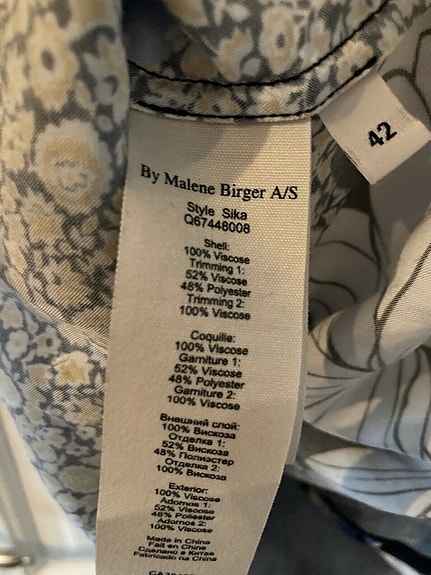 42
By Malene Birger A/S
Style Sika
Q67448008
Shell:
100% Viscose
Trimming 1:
52% Viscose
48% Polyester
Trimming 2:
100% Viscose
Coquille:
100% Viscose
Garniture 1:
52% Viscose
48% Polyester
Garniture 2:
100% Viscose
Внешний слой:
100% Вискоза
Отделка 1:
52% Вискоза
48% Полиэстер
Отделка 2:
100% Вискоза
Exterior:
100% Viscose
Adornos 1:
52% Viscose
48% Poliester
Adornos 2:
100% Viscose
Made in China
Fait en China
Сделано в Китае
Fabricado na China